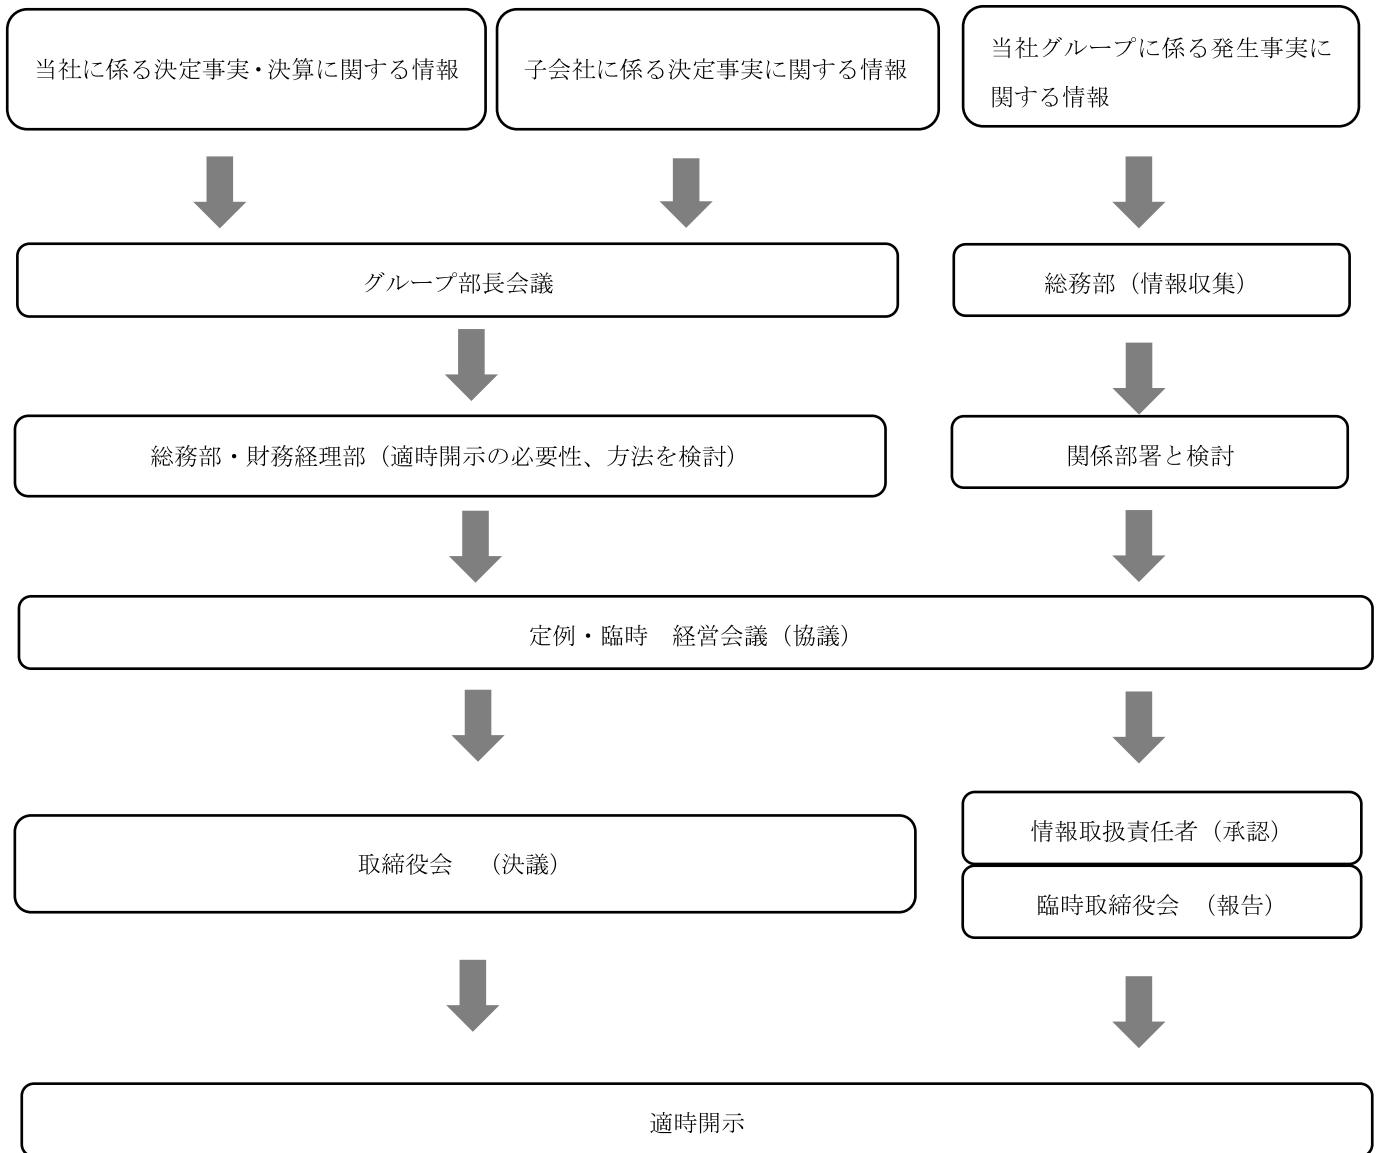 当社に係る決定事実・決算に関する情報
子会社に係る決定事実に関する情報
当社グループに係る発生事実に
関する情報
グループ部長会議
総務部（情報収集）
総務部・財務経理部（適時開示の必要性、方法を検討）
関係部署と検討
定例・臨時　経営会議（協議）
取締役会　（決議）
情報取扱責任者（承認）
臨時取締役会　（報告）
適時開示